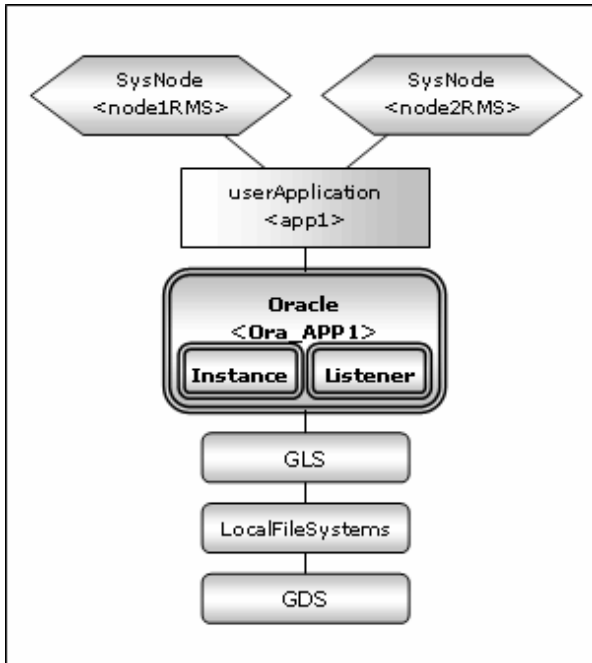 SysNode
<node1RMS>
SysNode
<node2RMS>
userApplication
<app1>
Oracle
<Ora_APP1>
Instance
Listener
GLS
LocalFileSystems
GDS